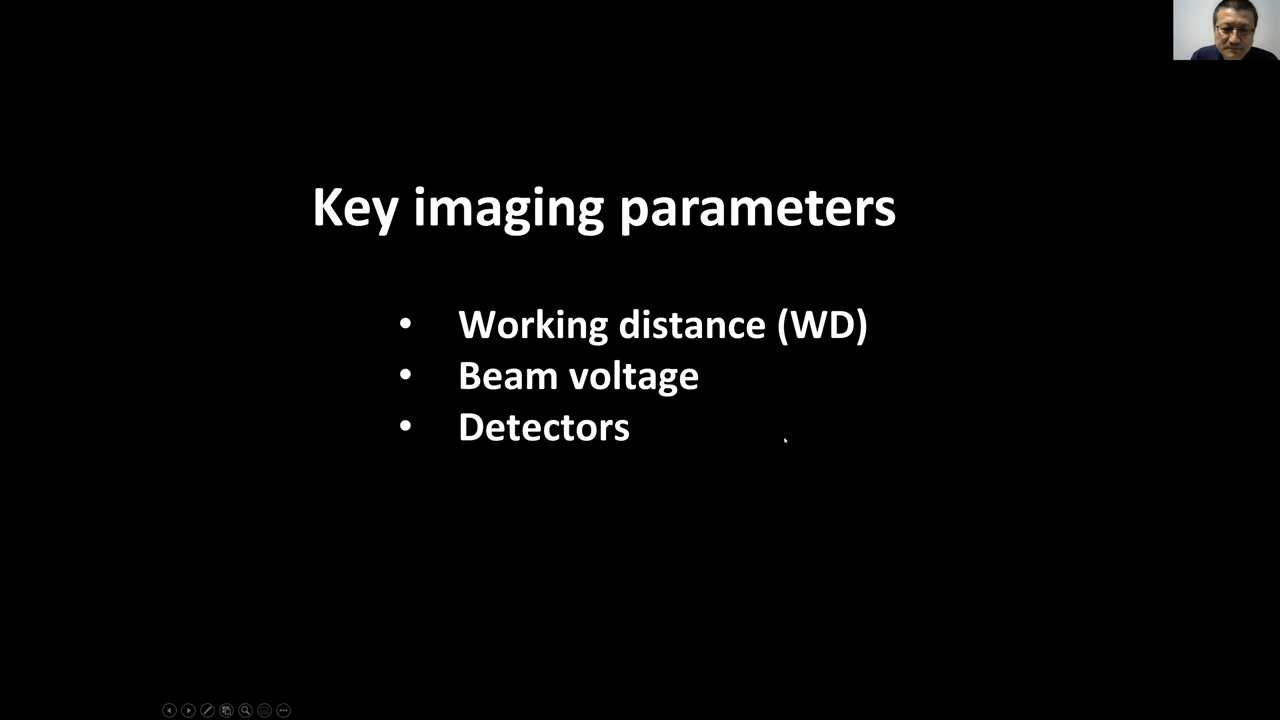 Key imaging parameters
• Working distance (WD)
• Beam voltage
• Detectors